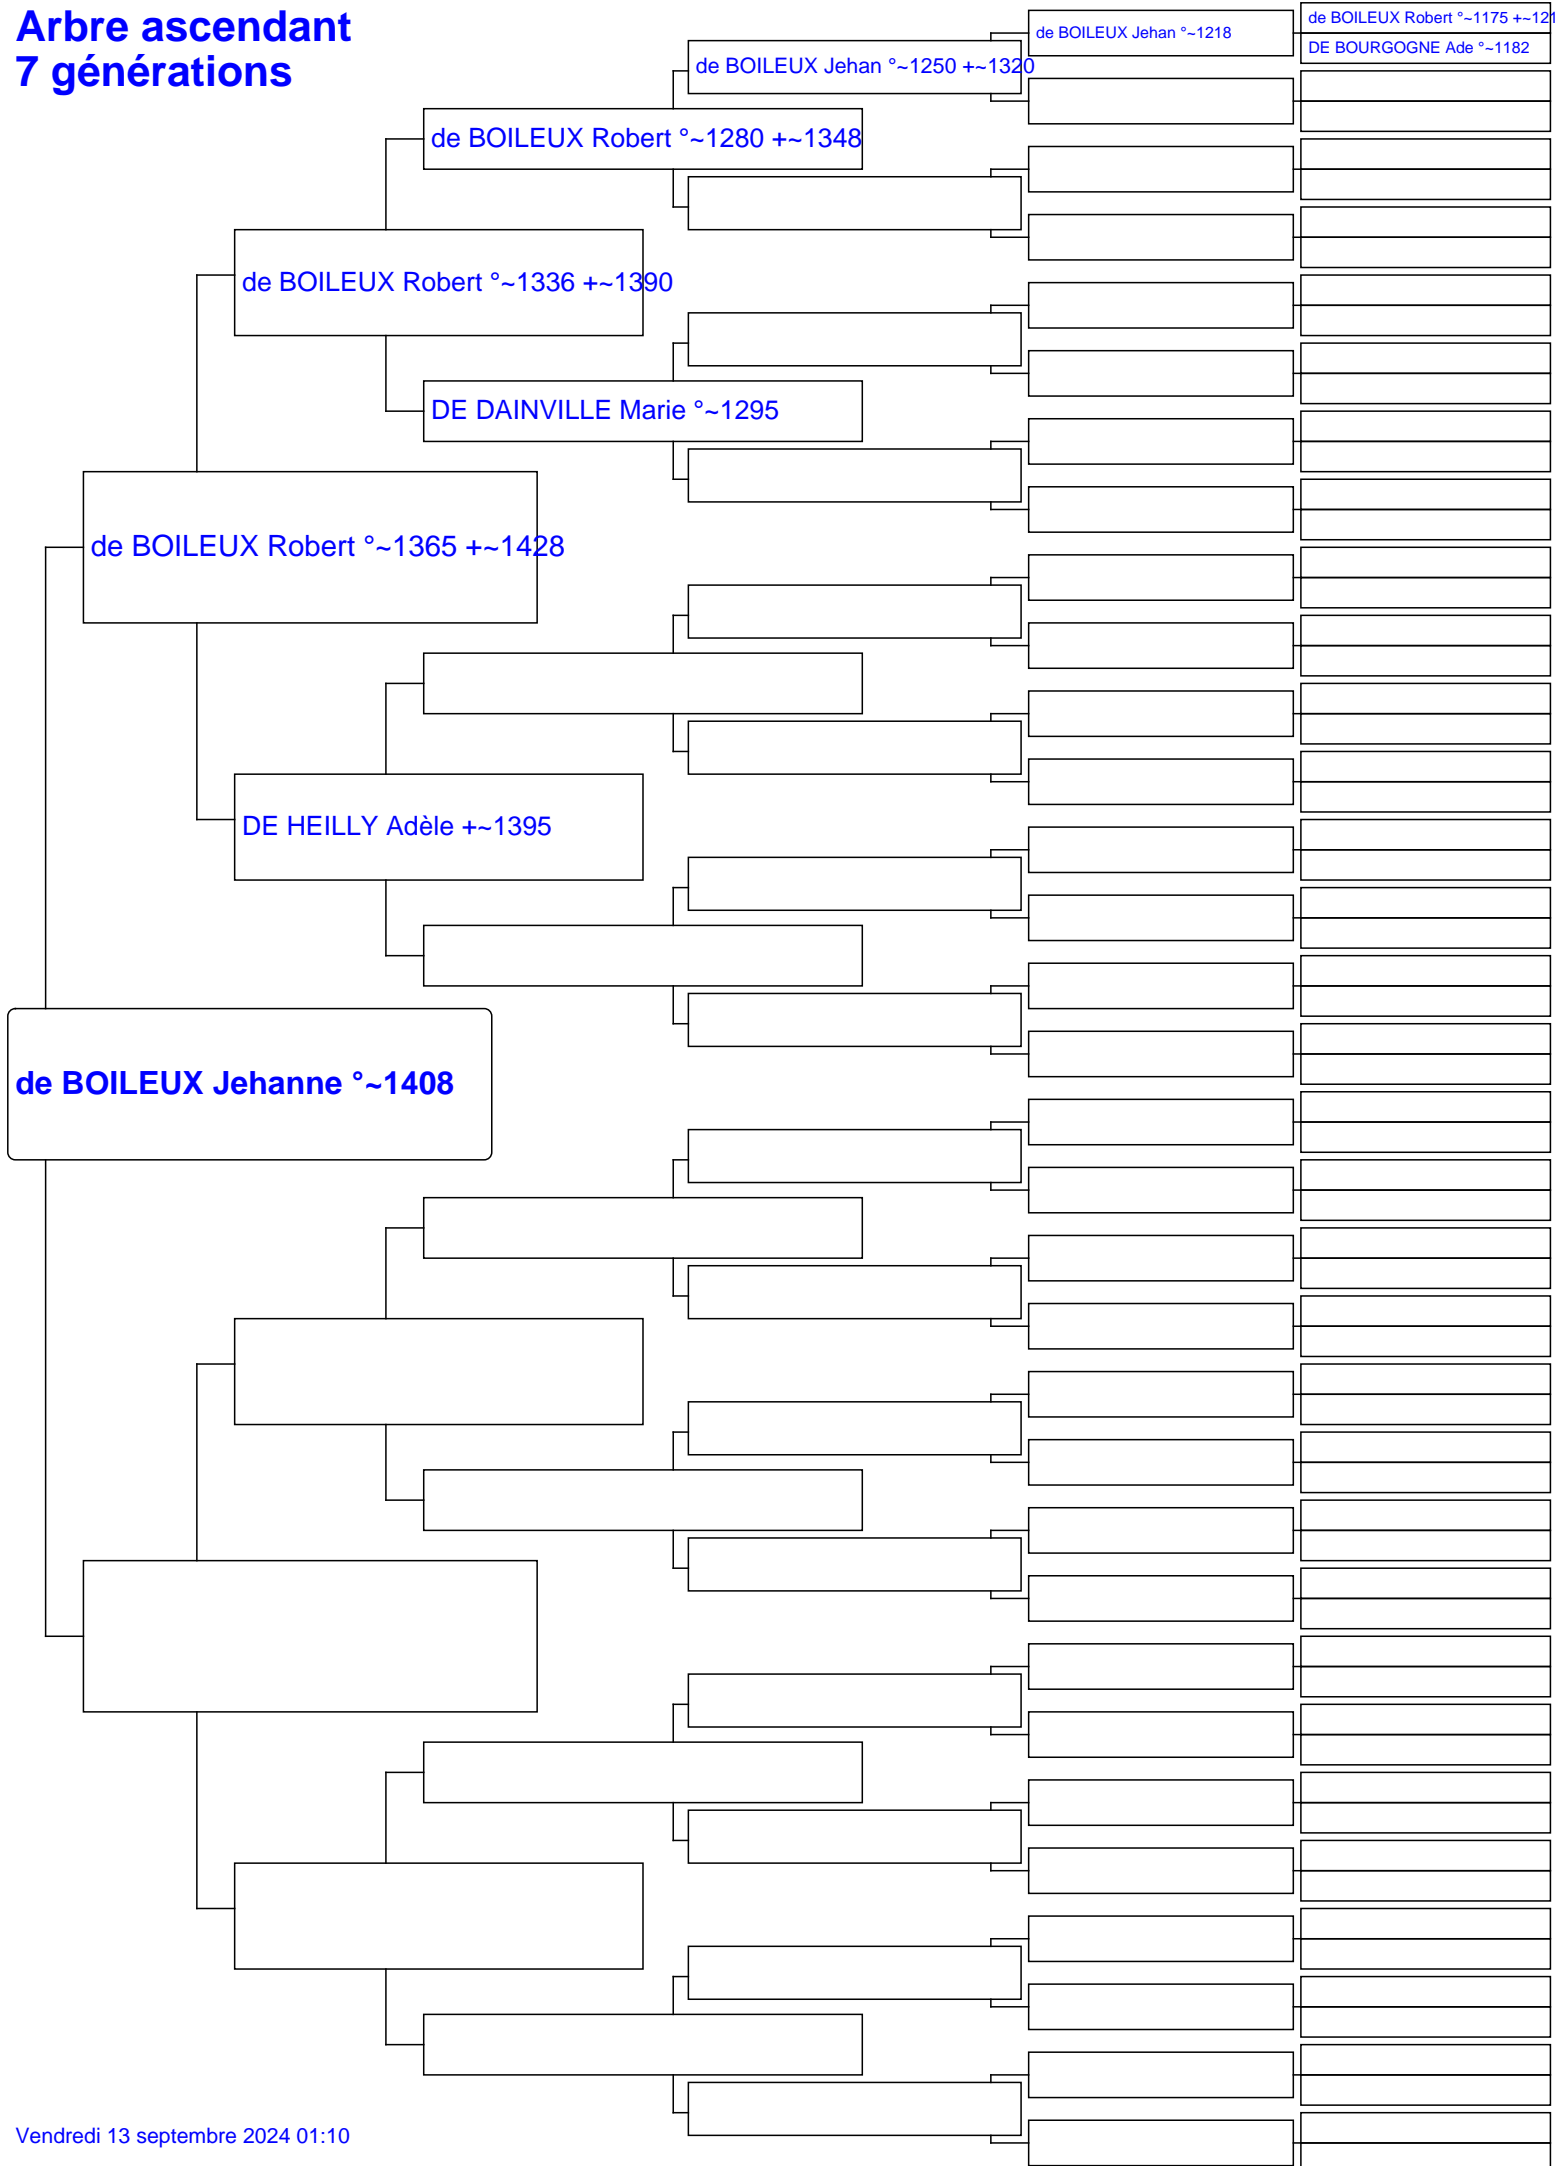 Arbre ascendant
7 générations
de BOILEUX Robert °~1175 +~121
DE BOURGOGNE Ade °~1182
de BOILEUX Jehan °~1218
de BOILEUX Jehan °~1250 +~1320
de BOILEUX Robert °~1280 +~1348
de BOILEUX Robert °~1336 +~1390
DE DAINVILLE Marie °~1295
de BOILEUX Robert °~1365 +~1428
DE HEILLY Adèle +~1395
de BOILEUX Jehanne °~1408
Vendredi 13 septembre 2024 01:10